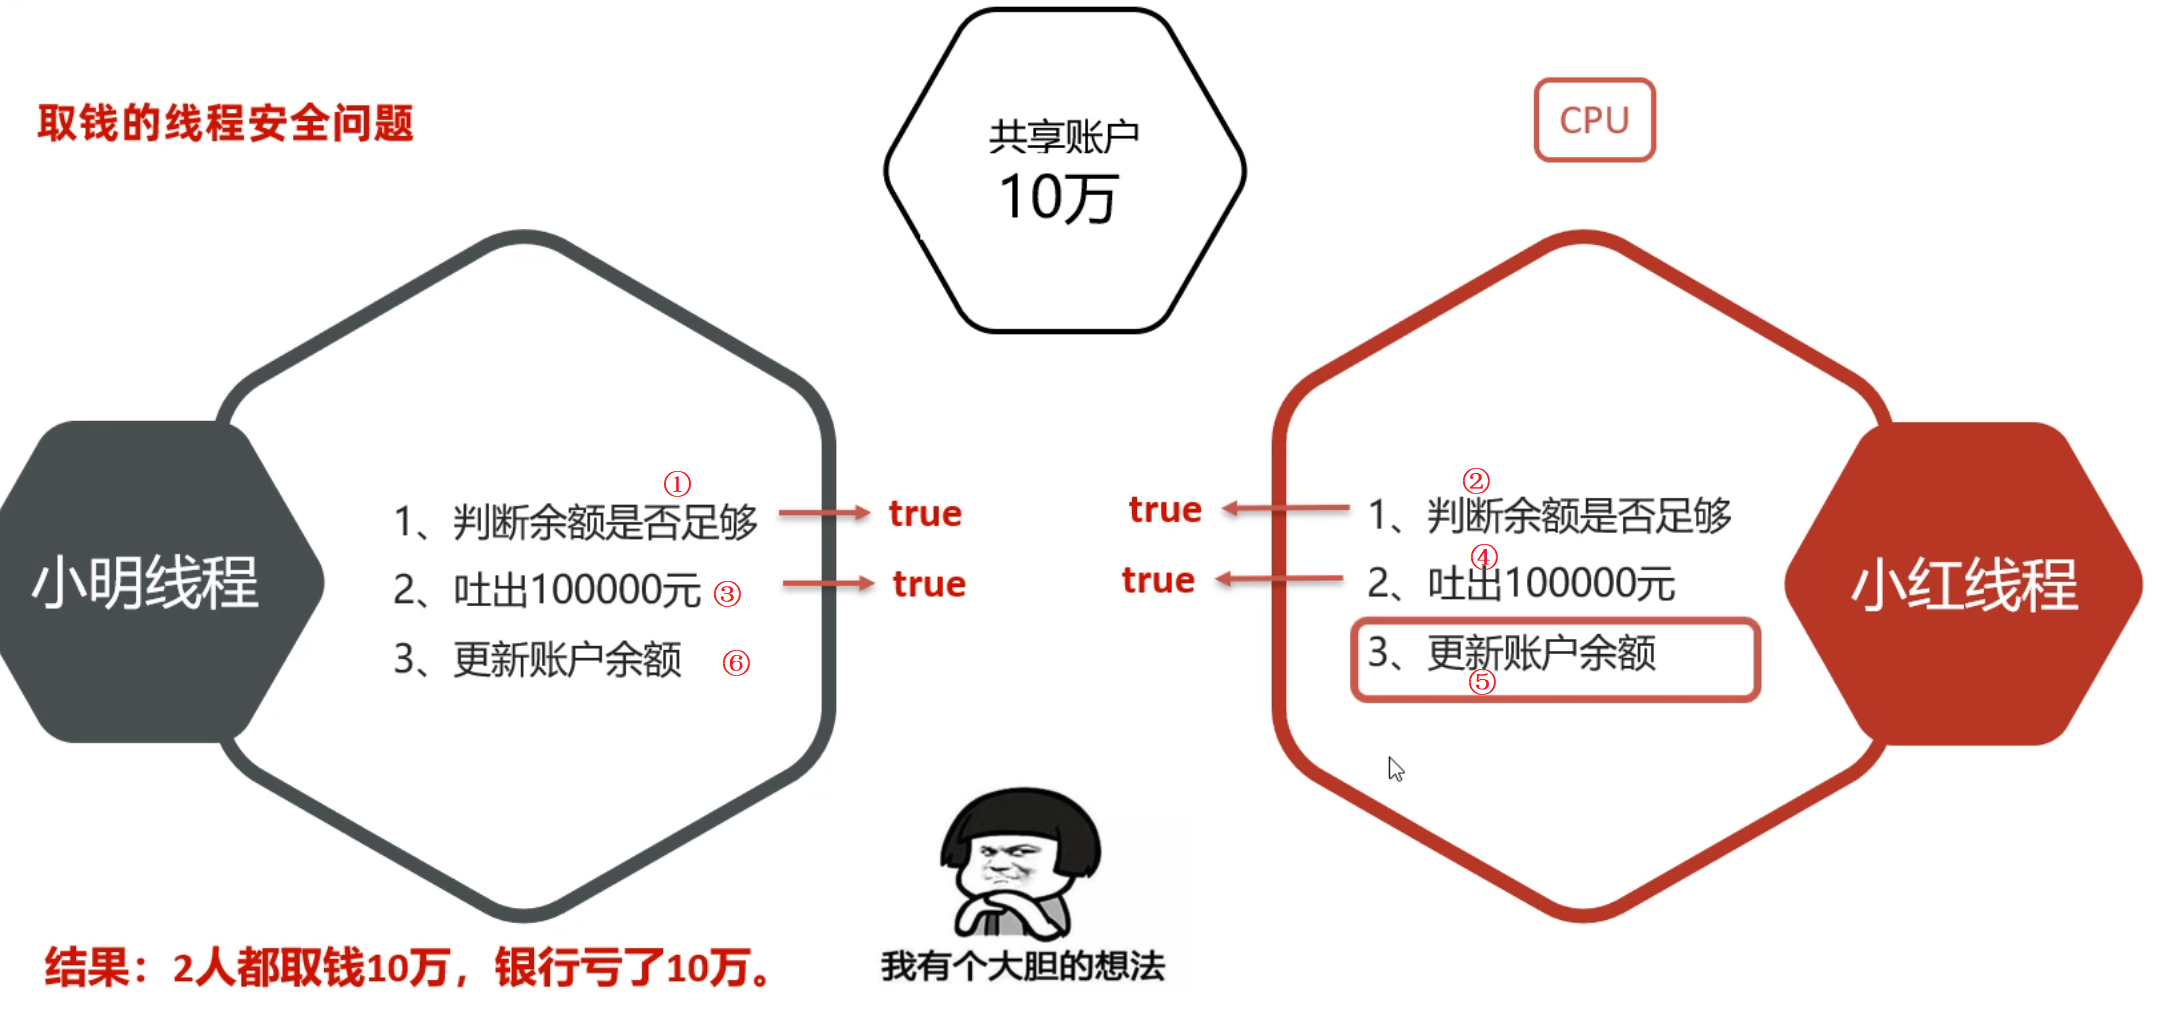 取钱的线程安全问题
共享账户
10万
CPU
小明线程
①
1、判断余额是否足够
true
2、吐出100000元 ③
true
3、更新账户余额 ⑥
②
true
1、判断余额是否足够
④
true
2、吐出100000元
3、更新账户余额
⑤
小红线程
我有个大胆的想法
结果：2人都取钱10万，银行亏了10万。